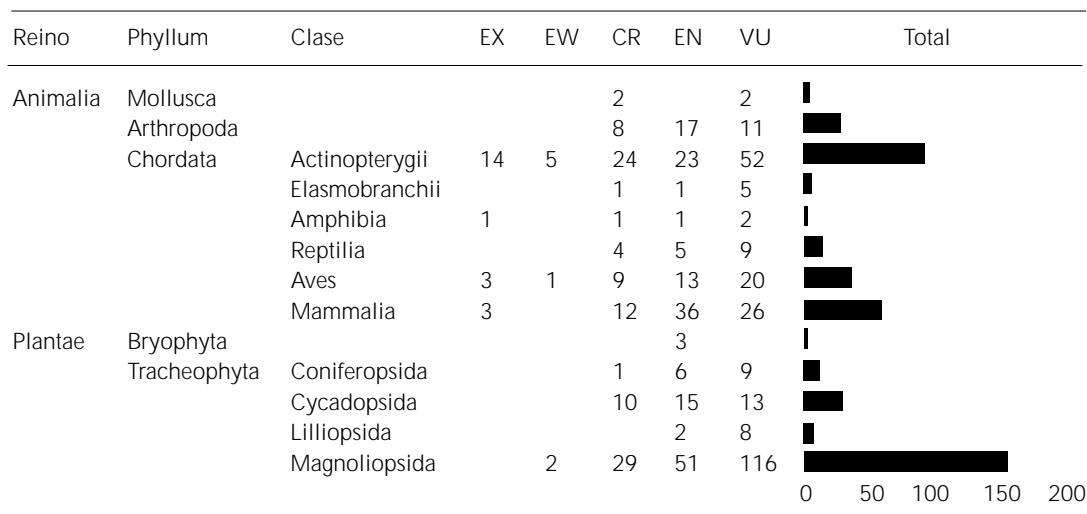 Reino Phyllum Clase EX EW CR EN VU Total
Animalia Mollusca 2 2
Arthropoda 8 17 11
Chordata Actinopterygii 14 5 24 23 52
Elasmobranchii 1 1 5
Amphibia 1 1 1 2
Reptilia 4 5 9
Aves 3 1 9 13 20
Mammalia 3 12 36 26
Plantae Bryophyta 3
Tracheophyta Coniferopsida 1 6 9
Cycadopsida 10 15 13
Lilliopsida 2 8
Magnoliopsida 2 29 51 116
0 50 100 150 200